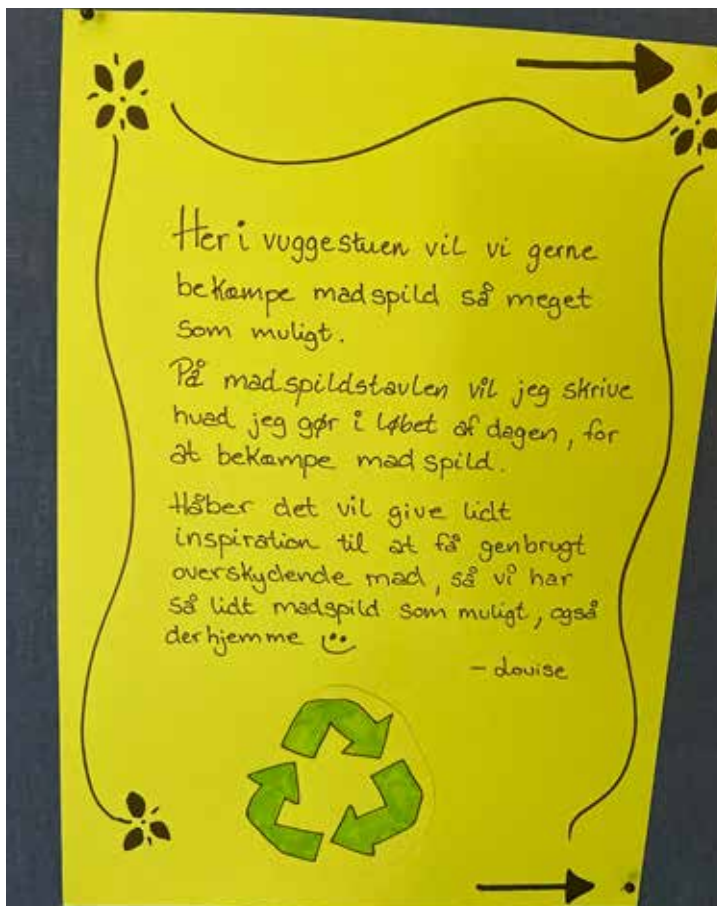 Her i vuggestuen vil vi gerne
bekæmpe madspild så meget
som muligt.
På madspildstavlen vil jeg skrive
hvad jeg gør i løbet af dagen, for
at bekæmpe madspild.
Håber det vil give lidt
inspiration til at få genbrugt
overskydende mad, så vi har
så lidt madspild som muligt, også
derhjemme ü
- Louise